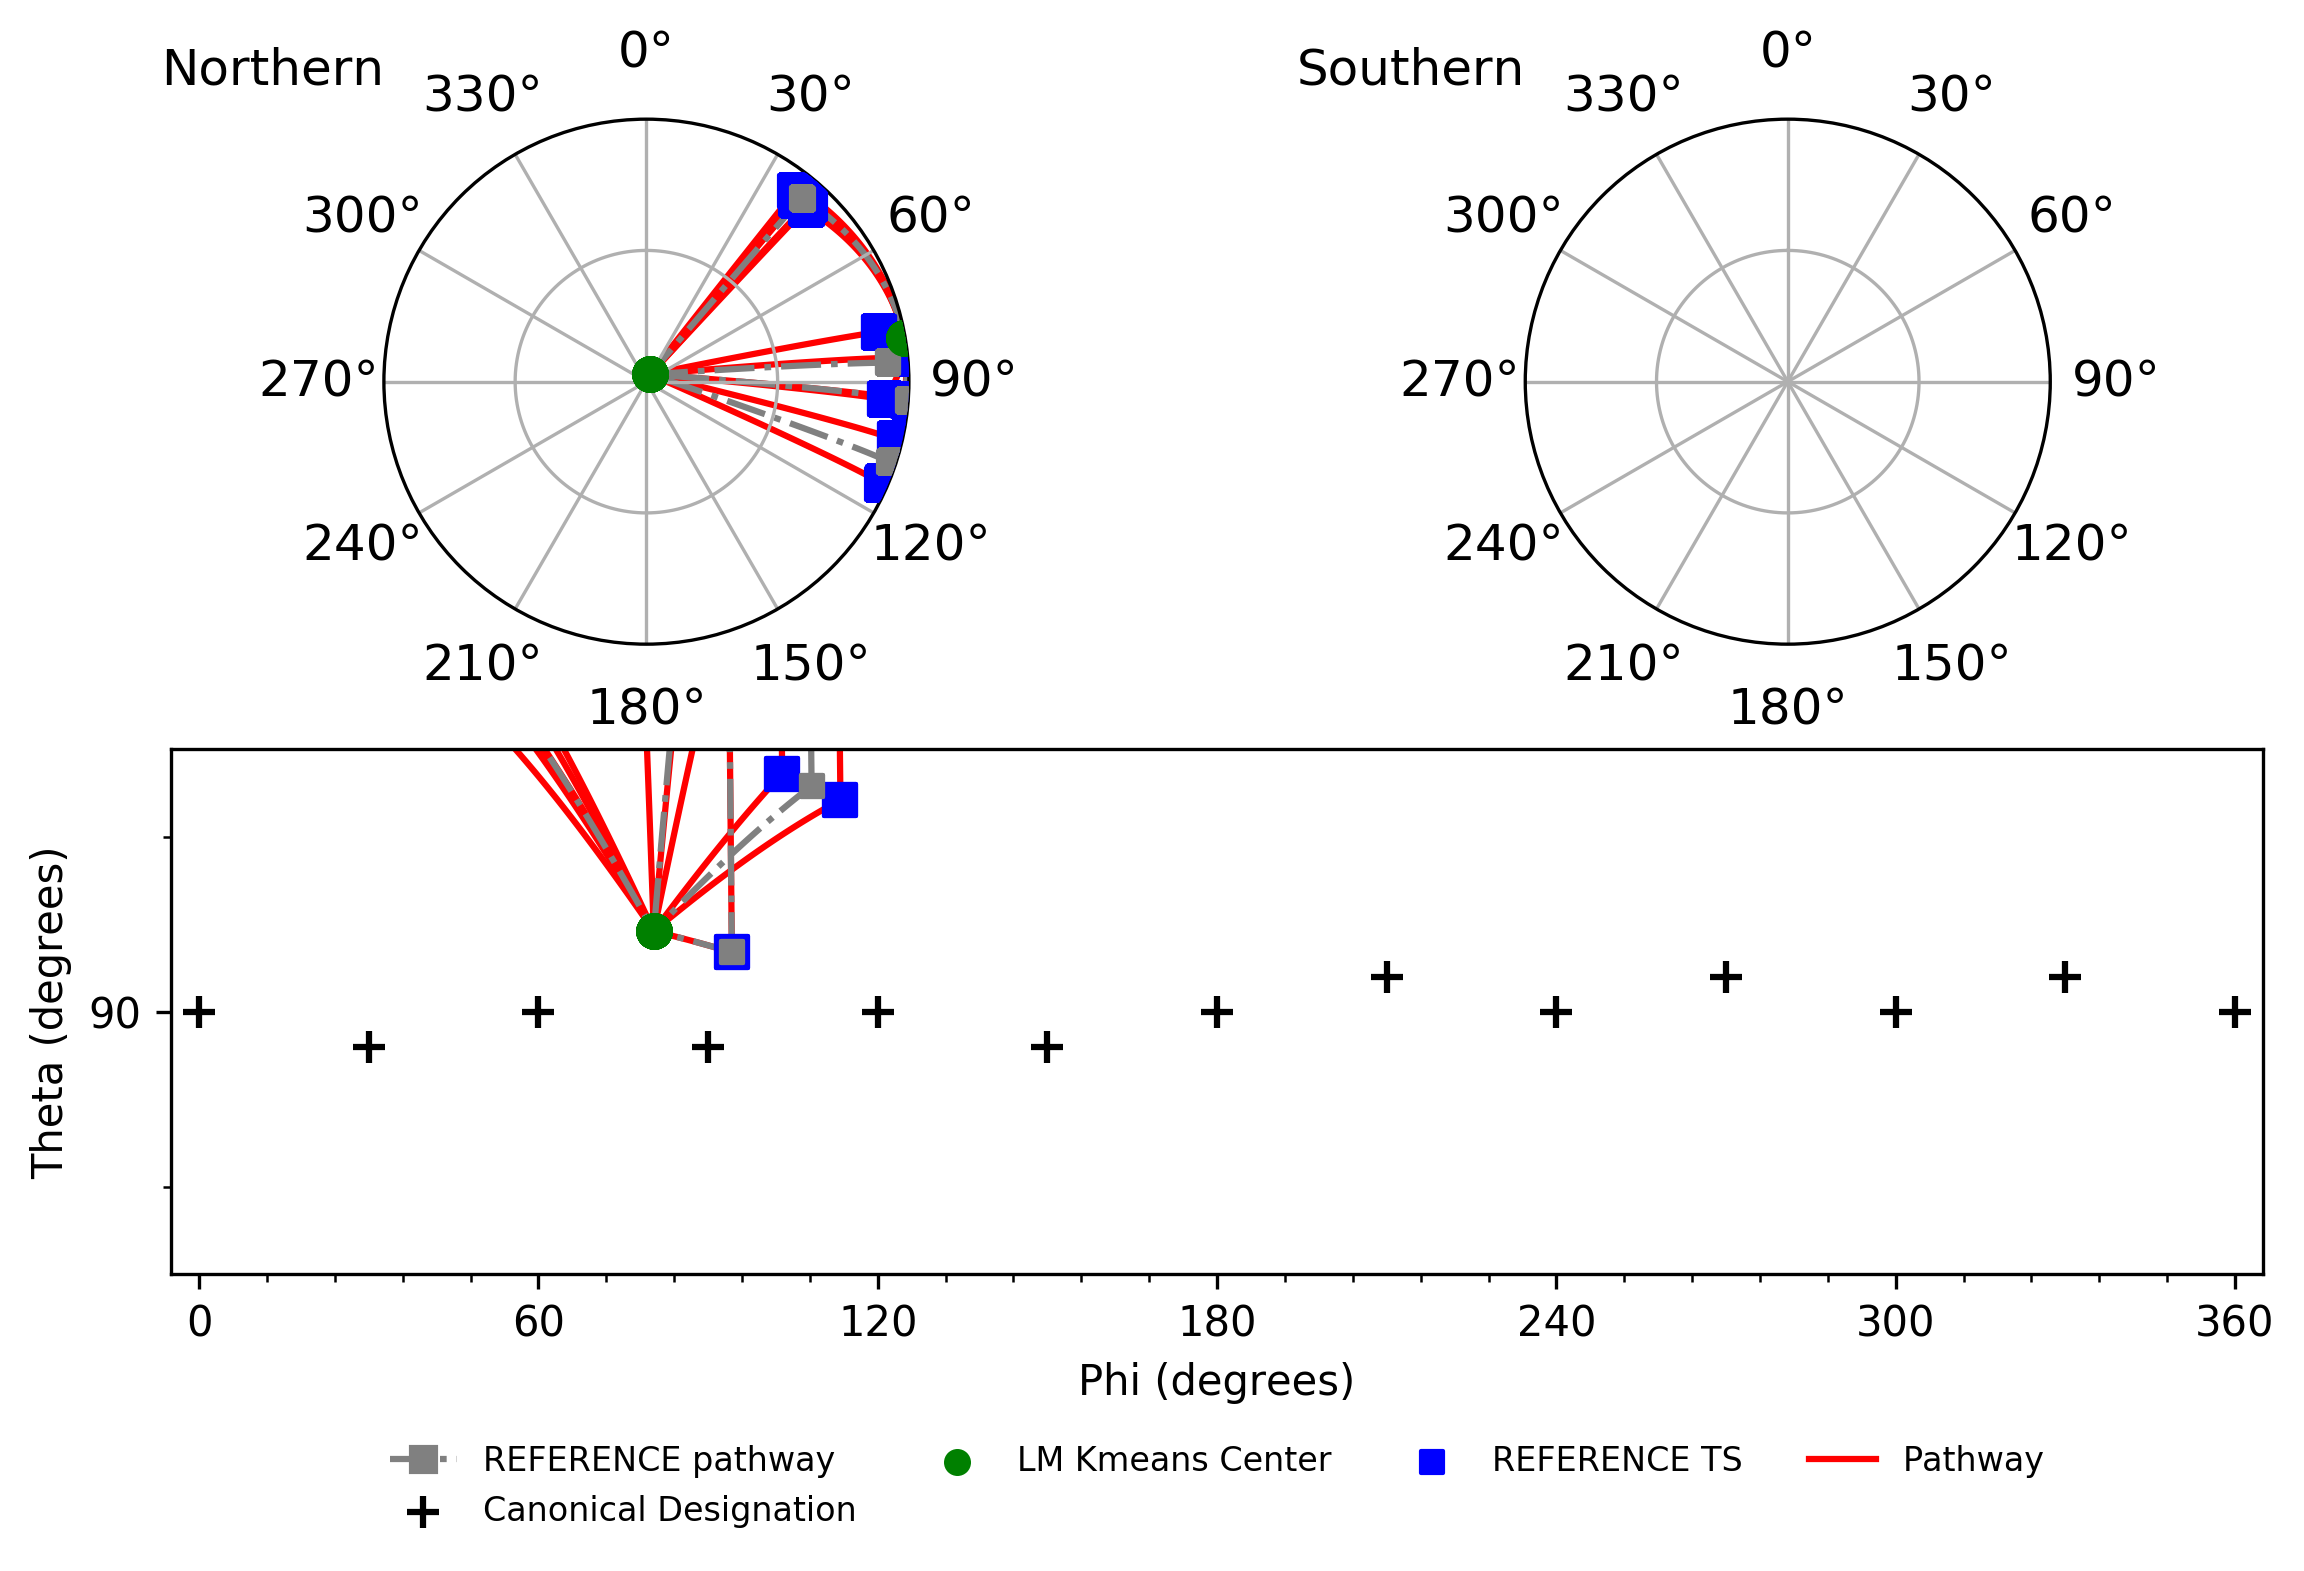 Northern
0°
30°
60°
90°
120°
150°
180°
210°
240°
270°
300°
330°
Southern
0°
30°
60°
90°
120°
150°
180°
210°
240°
270°
300°
330°
Theta (degrees)
90
0 60 120 180 240 300 360
Phi (degrees)
REFERENCE pathway
LM Kmeans Center
REFERENCE TS
Pathway
Canonical Designation